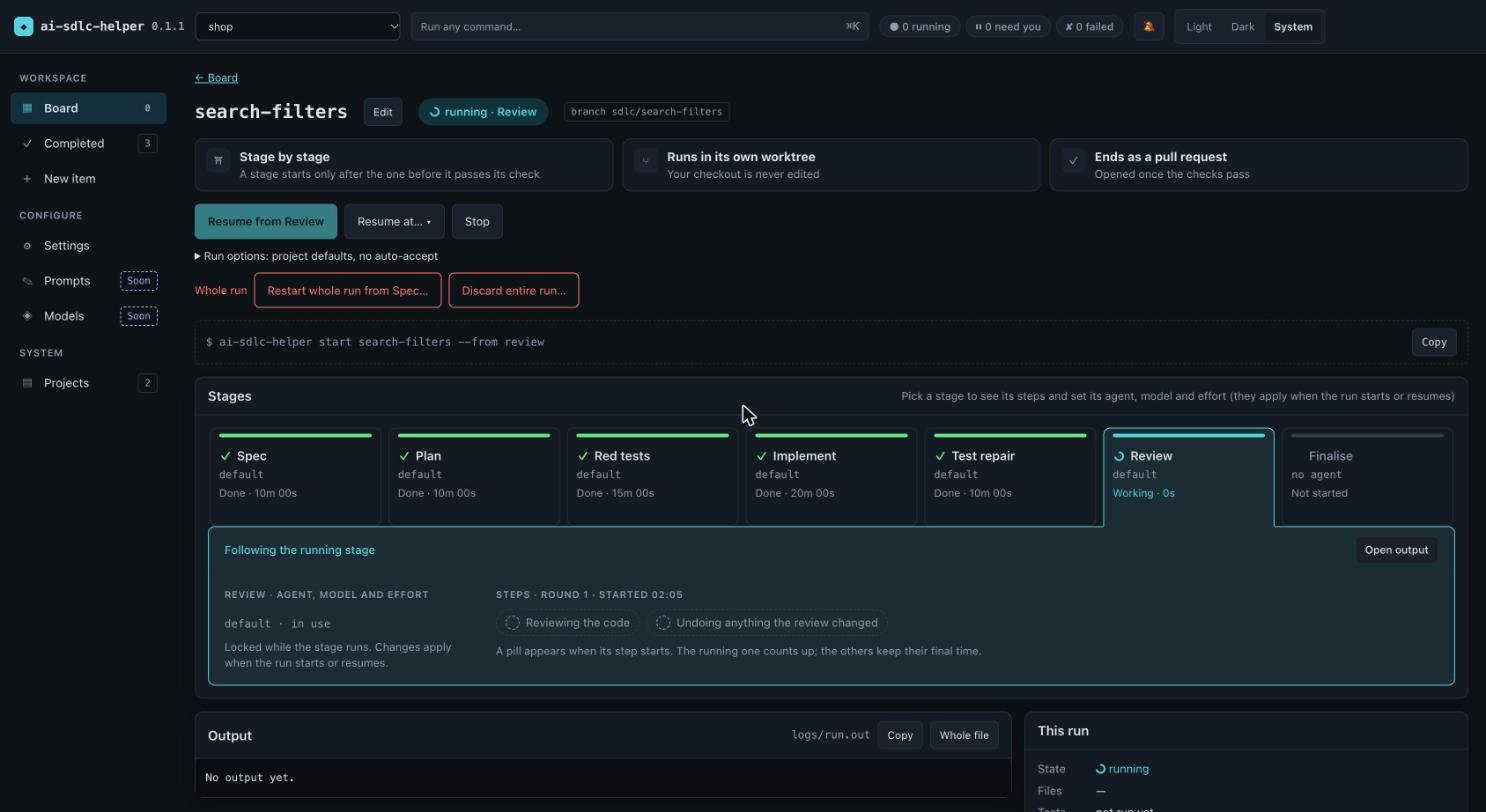 ai-sdlc-helper 0.1.1
shop
Run any command...
⌘K
0 running
0 need you
✘ 0 failed
Light
Dark
System
WORKSPACE
Board 0
Completed 3
New item
CONFIGURE
Settings
Prompts Soon
Models Soon
SYSTEM
Projects 2
← Board
search-filters
Edit
running · Review
branch sdlc/search-filters
Stage by stage
A stage starts only after the one before it passes its check
Runs in its own worktree
Your checkout is never edited
Ends as a pull request
Opened once the checks pass
Resume from Review
Resume at...
Stop
Run options: project defaults, no auto-accept
Whole run
Restart whole run from Spec...
Discard entire run...
$ ai-sdlc-helper start search-filters --from review
Copy
Stages
Pick a stage to see its steps and set its agent, model and effort (they apply when the run starts or resumes)
✓ Spec
default
Done · 10m 00s
✓ Plan
default
Done · 10m 00s
✓ Red tests
default
Done · 15m 00s
✓ Implement
default
Done · 20m 00s
✓ Test repair
default
Done · 10m 00s
Review
default
Working · 0s
Finalise
no agent
Not started
Following the running stage
Open output
REVIEW · AGENT, MODEL AND EFFORT
default · in use
Locked while the stage runs. Changes apply
when the run starts or resumes.
STEPS · ROUND 1 · STARTED 02:05
Reviewing the code
Undoing anything the review changed
A pill appears when its step starts. The running one counts up; the others keep their final time.
Output
logs/run.out
Copy
Whole file
No output yet.
This run
State running
Files —
Tests not run yet